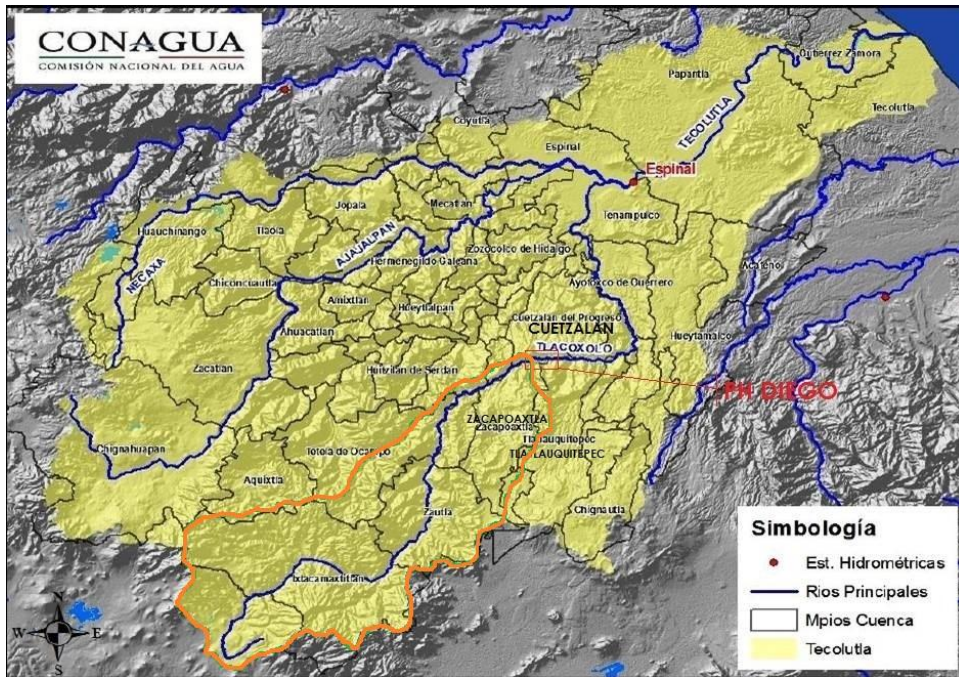 CONAGUA
COMISIÓN NACIONAL DEL AGUA
Gutierrez Zamora
Papantla
Tecolutla
TECOLUTLA
Coyutla
Espinal
Espinal
Jopala
Mecatlan
Tenampulco
Huauchinango
Tlaola
AJAJALPAN
Zozocolco de Hidalgo
Hermenegildo Galeana
NECAXA
Chiconcuautla
Ayotoxco de Guerrero
Acateno
Amixtlan
Hueytlalpan
Cuetzalan del Progreso
CUETZALAN
Ahuacatlan
TLACOXOLO
Hueytamalco
Zacatlan
Huitzilan de Serdan
PH DIEGO
ZACAPOAXTLA
Zacapoaxtla
Chignahuapan
Tlatlauquitepec
TLATLAUQUITEPEC
Tetela de Ocampo
Aquixtla
Zautla
Chignautla
Ixtacamaxtitlan
N
W
E
S
Simbología
Est. Hidrométricas
Rios Principales
Mpios Cuenca
Tecolutla